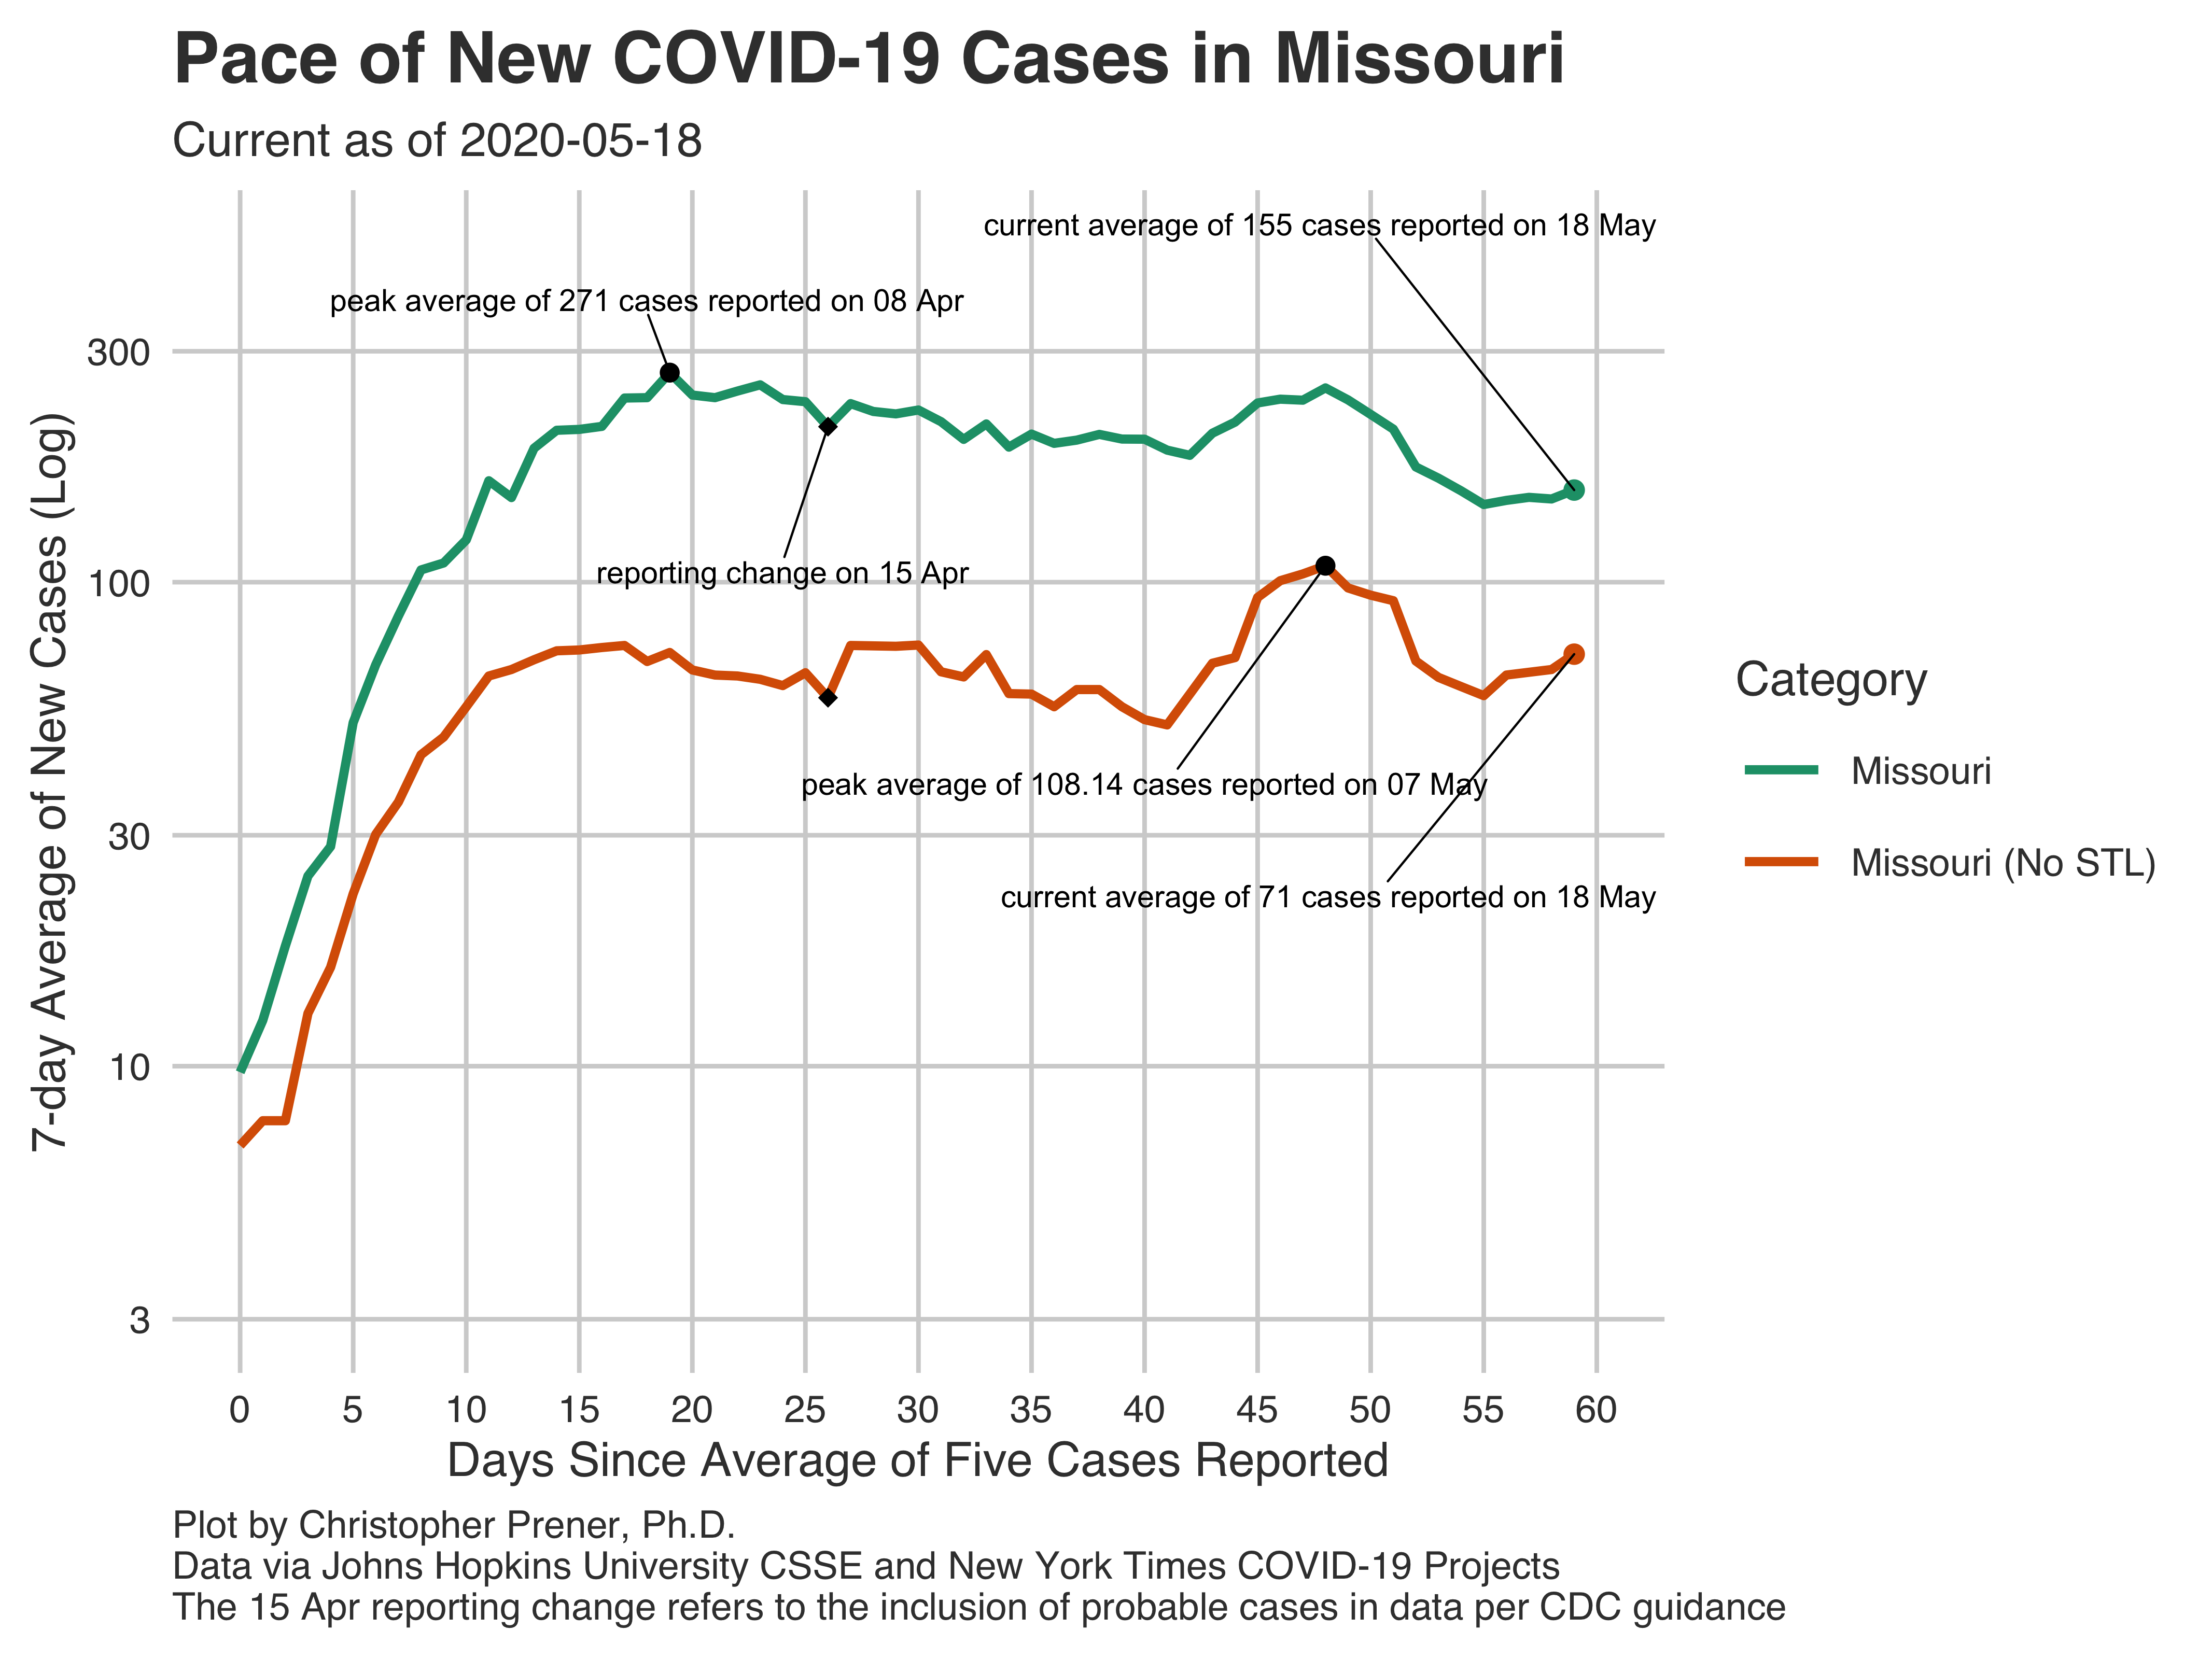 Pace of New COVID-19 Cases in Missouri
Current as of 2020-05-18
current average of 155 cases reported on 18 May
peak average of 271 cases reported on 08 Apr
reporting change on 15 Apr
peak average of 108.14 cases reported on 07 May
current average of 71 cases reported on 18 May
7-day Average of New Cases (Log)
300
100
30
10
3
0 5 10 15 20 25 30 35 40 45 50 55 60
Days Since Average of Five Cases Reported
Category
Missouri
Missouri (No STL)
Plot by Christopher Prener, Ph.D.
Data via Johns Hopkins University CSSE and New York Times COVID-19 Projects
The 15 Apr reporting change refers to the inclusion of probable cases in data per CDC guidance